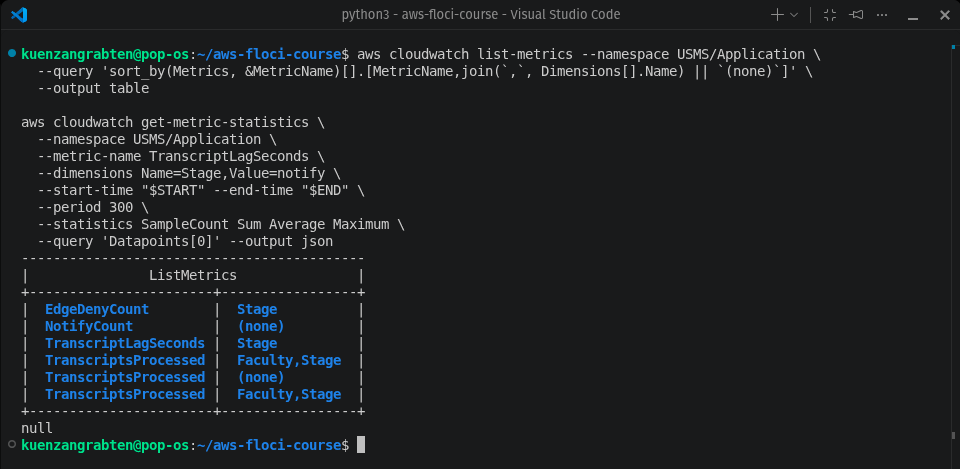 python3 - aws-floci-course - Visual Studio Code
kuenzangrabten@pop-os:~/aws-floci-course$ aws cloudwatch list-metrics --namespace USMS/Application \
  --query 'sort_by(Metrics, &MetricName)[].[MetricName,join(`,`, Dimensions[].Name) || `(none)`]' \
  --output table

aws cloudwatch get-metric-statistics \
  --namespace USMS/Application \
  --metric-name TranscriptLagSeconds \
  --dimensions Name=Stage,Value=notify \
  --start-time "$START" --end-time "$END" \
  --period 300 \
  --statistics SampleCount Sum Average Maximum \
  --query 'Datapoints[0]' --output json
-------------------------------------------
|               ListMetrics               |
+-----------------------+-----------------+
|  EdgeDenyCount        |  Stage          |
|  NotifyCount          |  (none)         |
|  TranscriptLagSeconds |  Stage          |
|  TranscriptsProcessed |  Faculty,Stage  |
|  TranscriptsProcessed |  (none)         |
|  TranscriptsProcessed |  Faculty,Stage  |
+-----------------------+-----------------+
null
kuenzangrabten@pop-os:~/aws-floci-course$